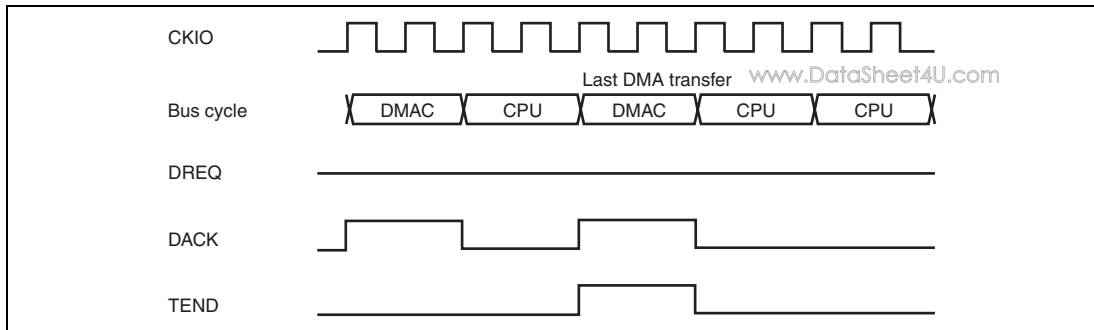 CKIO
Last DMA transfer www.DataSheet4U.com
Bus cycle DMAC CPU DMAC CPU CPU
DREQ
DACK
TEND